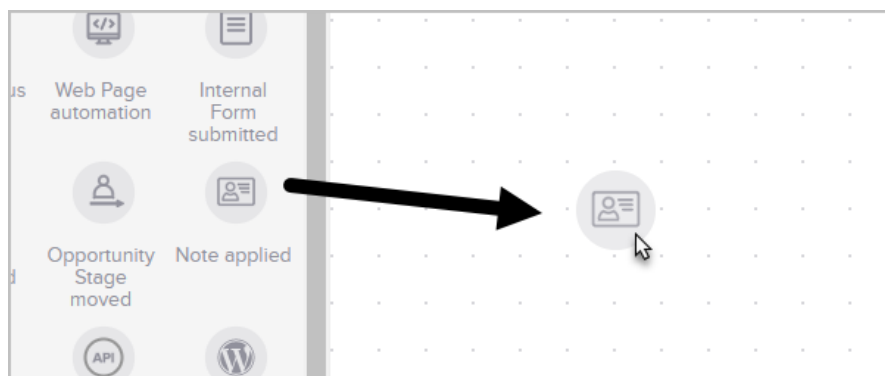 </>
Web Page
automation
Internal
Form
submitted
Opportunity
Stage
moved
Note applied
API